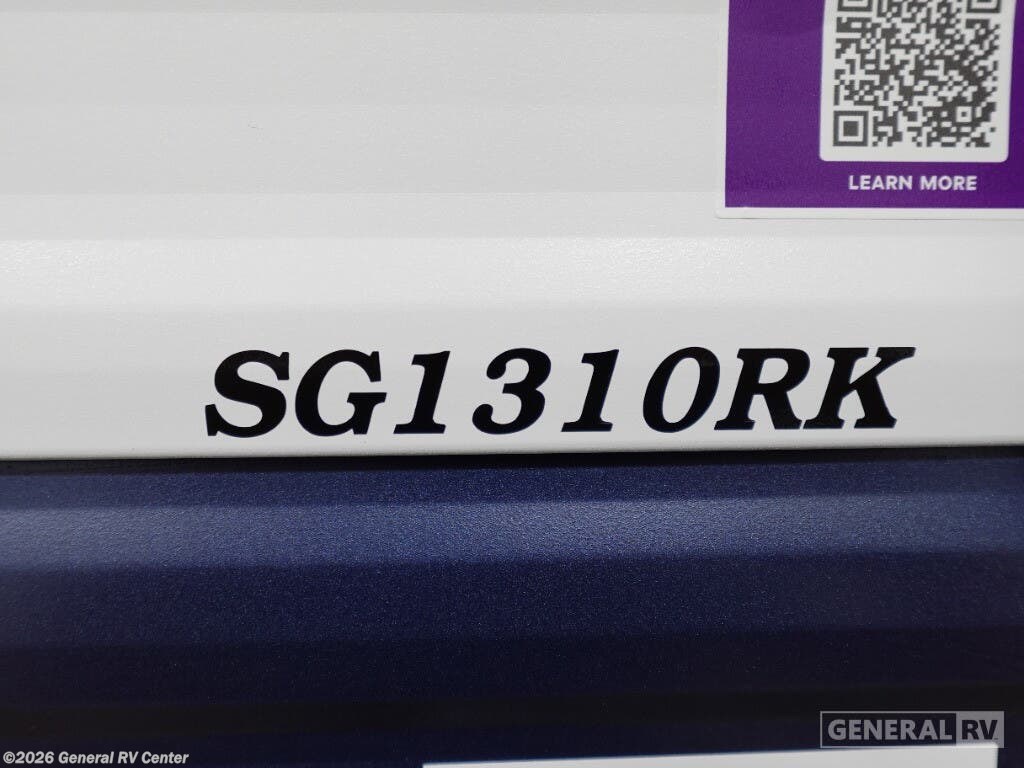 LEARN MORE
SG1310RK
GENERAL RV
©2026 General RV Center